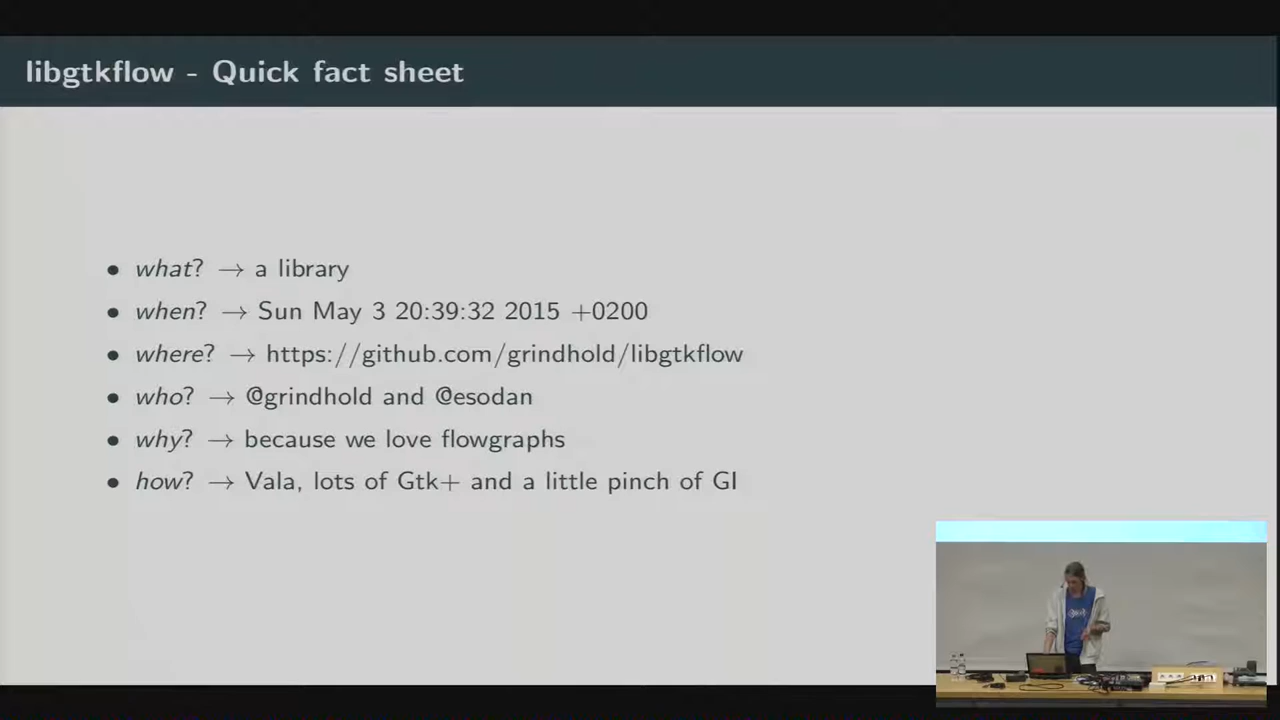 libgtkflow - Quick fact sheet
• what? → a library
• when? → Sun May 3 20:39:32 2015 +0200
• where? → https://github.com/grindhold/libgtkflow
• who? → @grindhold and @esodan
• why? → because we love flowgraphs
• how? → Vala, lots of Gtk+ and a little pinch of GI